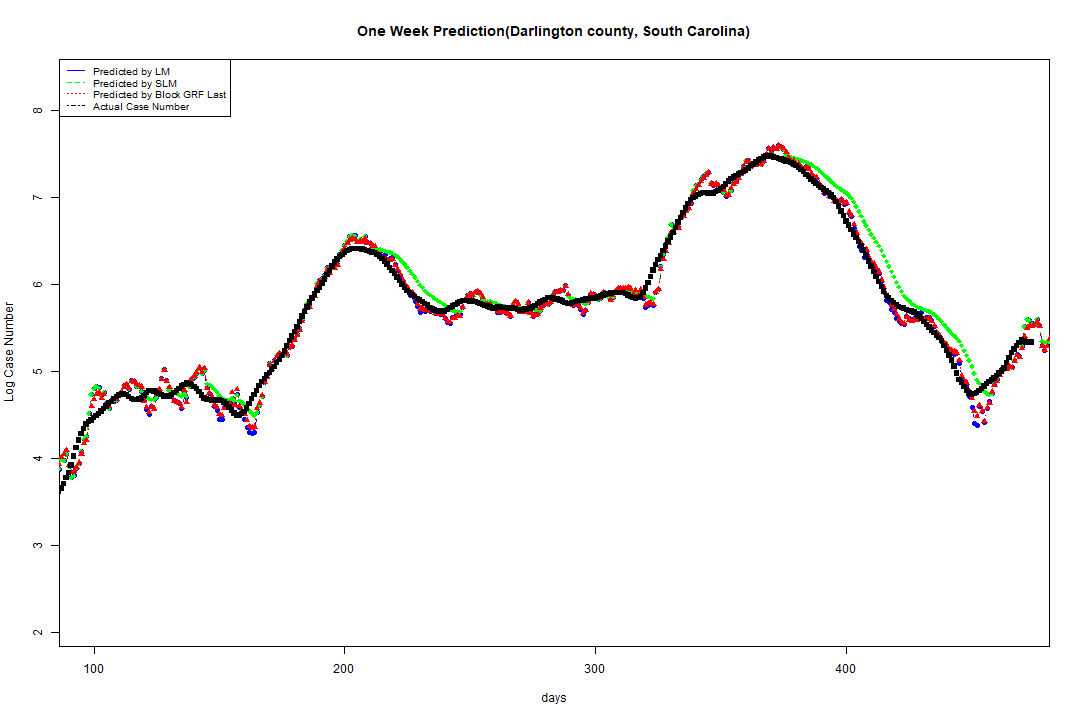 One Week Prediction(Darlington county, South Carolina)
Predicted by LM
Predicted by SLM
Predicted by Block GRF Last
Actual Case Number
8
7
6
5
4
3
2
Log Case Number
100 200 300 400
days